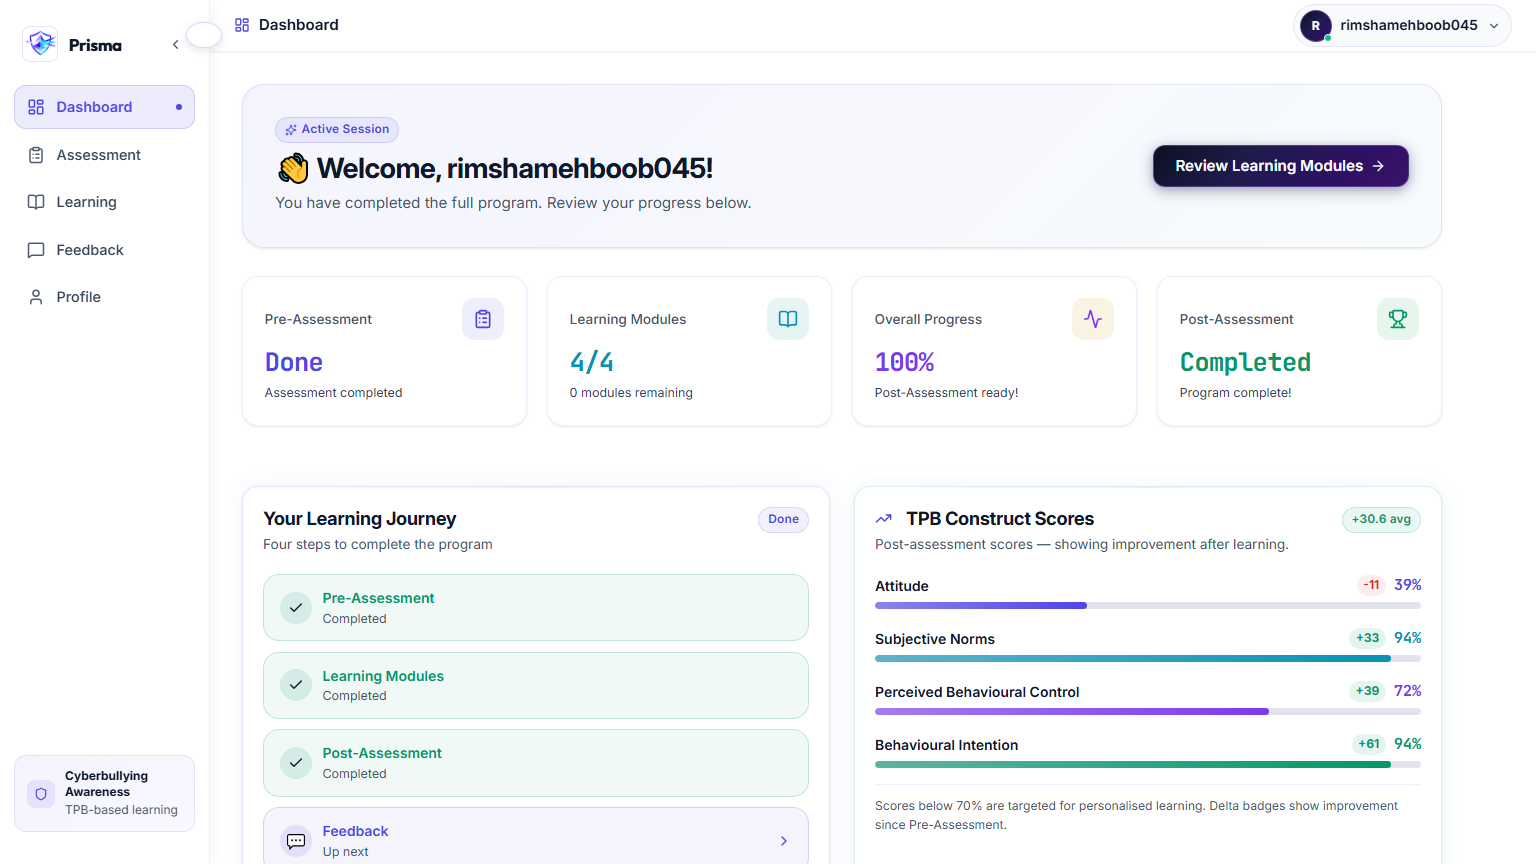 Prisma
Dashboard
Assessment
Learning
Feedback
Profile
Cyberbullying
Awareness
TPB-based learning
Dashboard
R
rimshamehboob045
Active Session
👋 Welcome, rimshamehboob045!
You have completed the full program. Review your progress below.
Review Learning Modules →
Pre-Assessment
Done
Assessment completed
Learning Modules
4/4
0 modules remaining
Overall Progress
100%
Post-Assessment ready!
Post-Assessment
Completed
Program complete!
Your Learning Journey
Done
Four steps to complete the program
Pre-Assessment
Completed
Learning Modules
Completed
Post-Assessment
Completed
Feedback
Up next
TPB Construct Scores
+30.6 avg
Post-assessment scores — showing improvement after learning.
Attitude -11 39%
Subjective Norms +33 94%
Perceived Behavioural Control +39 72%
Behavioural Intention +61 94%
Scores below 70% are targeted for personalised learning. Delta badges show improvement
since Pre-Assessment.